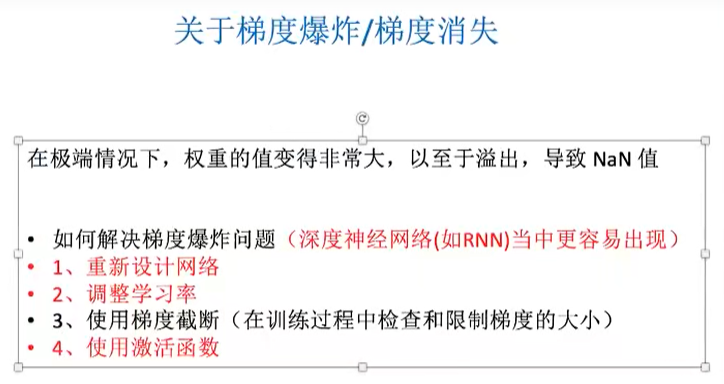 关于梯度爆炸/梯度消失
在极端情况下，权重的值变得非常大，以至于溢出，导致 NaN 值
• 如何解决梯度爆炸问题（深度神经网络(如RNN)当中更容易出现）
• 1、重新设计网络
• 2、调整学习率
• 3、使用梯度截断（在训练过程中检查和限制梯度的大小）
• 4、使用激活函数